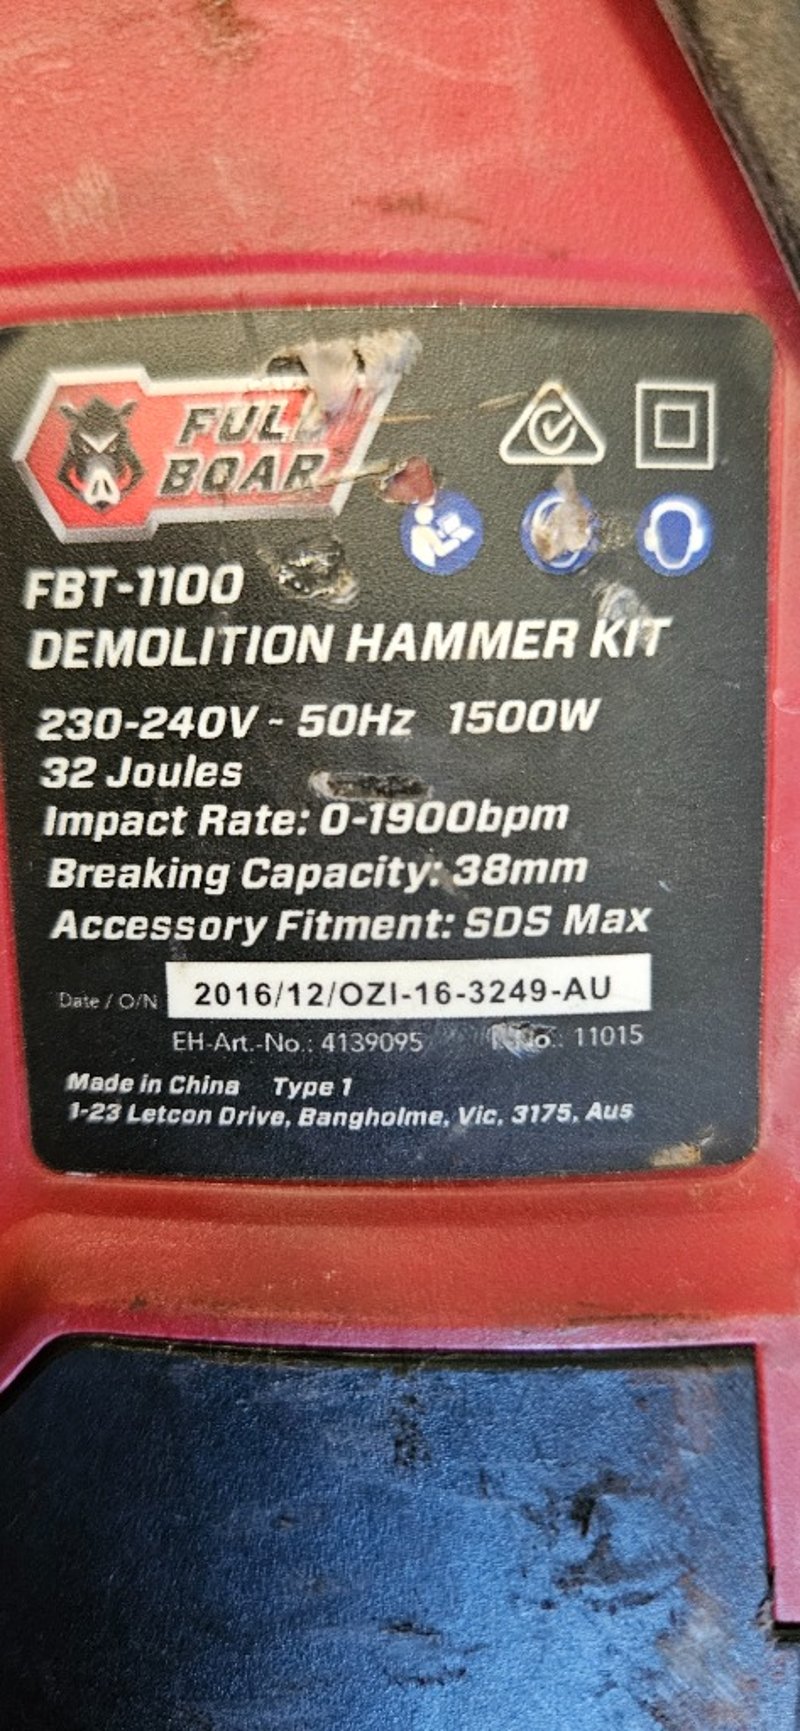 FULL
BOAR
FBT-1100
DEMOLITION HAMMER KIT
230-240V ~ 50Hz 1500W
32 Joules
Impact Rate: 0-1900bpm
Breaking Capacity: 38mm
Accessory Fitment: SDS Max
Date / O/N 2016/12/OZI-16-3249-AU
EH-Art.-No.: 4139095 No.: 11015
Made in China Type 1
1-23 Letcon Drive, Bangholme, Vic, 3175, Aus